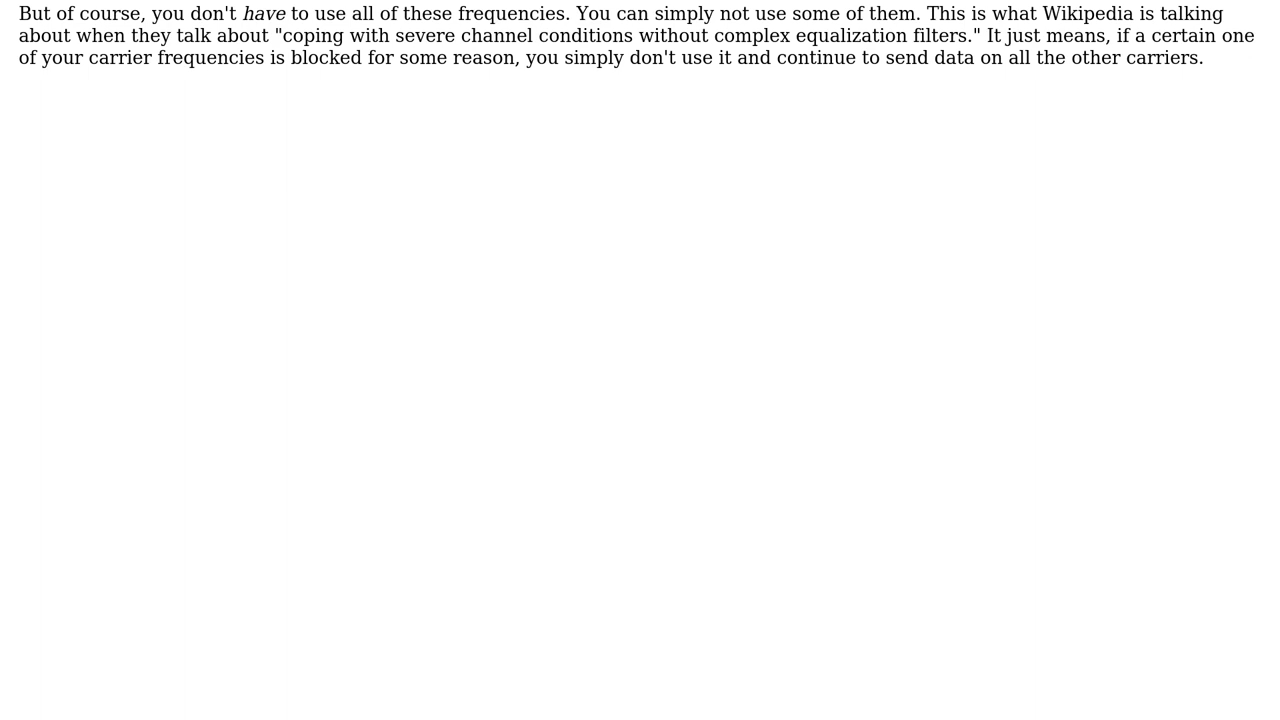 But of course, you don't have to use all of these frequencies. You can simply not use some of them. This is what Wikipedia is talking
about when they talk about "coping with severe channel conditions without complex equalization filters." It just means, if a certain one
of your carrier frequencies is blocked for some reason, you simply don't use it and continue to send data on all the other carriers.